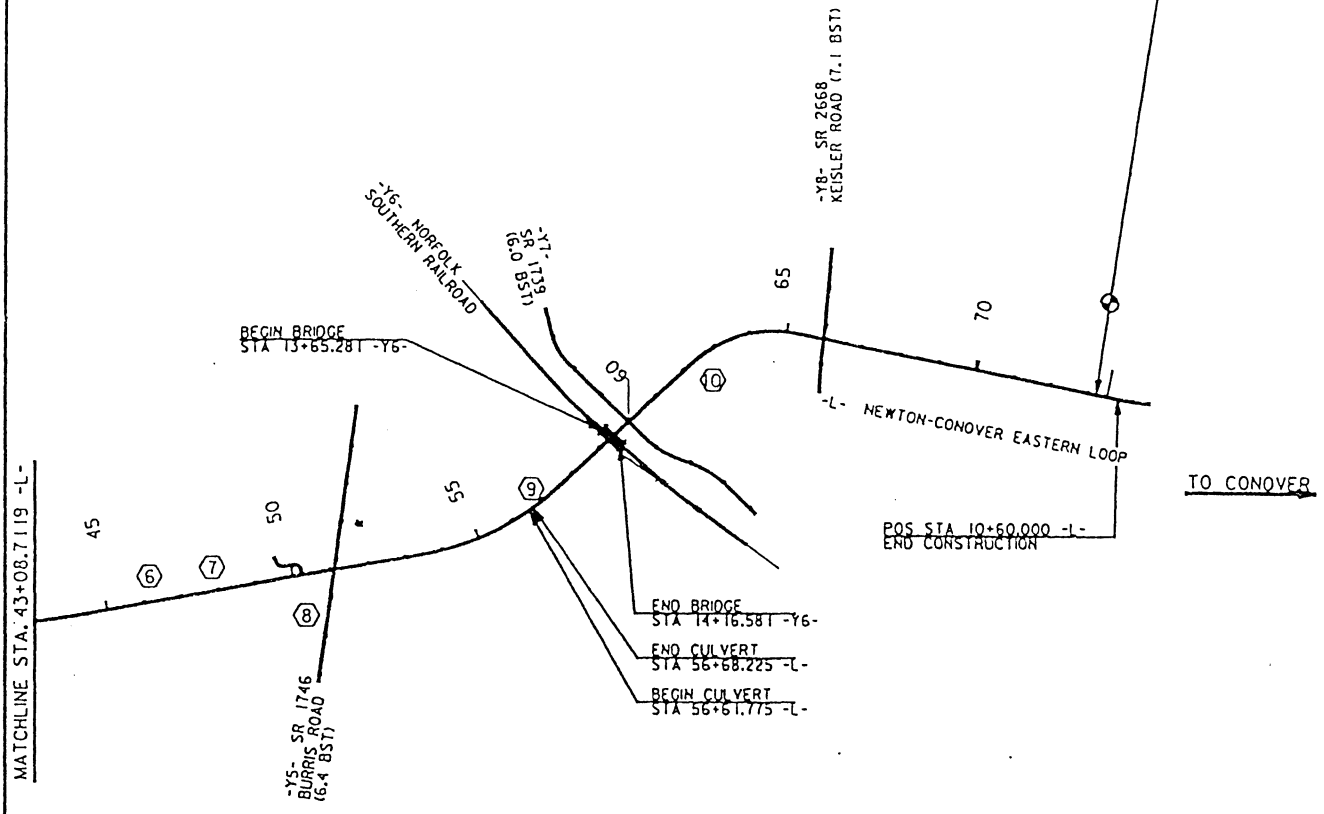 -Y8- SR 2668
KEISLER ROAD (7.1 BST)
-Y6- NORFOLK
SOUTHERN RAILROAD
-Y7-
SR 1739
(6.0 BST)
65
BEGIN BRIDGE
STA 13+65.281 -Y6-
70
60
10
-L- NEWTON-CONOVER EASTERN LOOP
MATCHLINE STA. 43+08.7119 -L-
45
50
55
9
TO CONOVER
POS STA 10+60.000 -L-
END CONSTRUCTION
6
7
8
END BRIDGE
STA 14+16.581 -Y6-
END CULVERT
STA 56+68.225 -L-
BEGIN CULVERT
STA 56+61.775 -L-
-Y5- SR 1746
BURRIS ROAD
(6.4 BST)